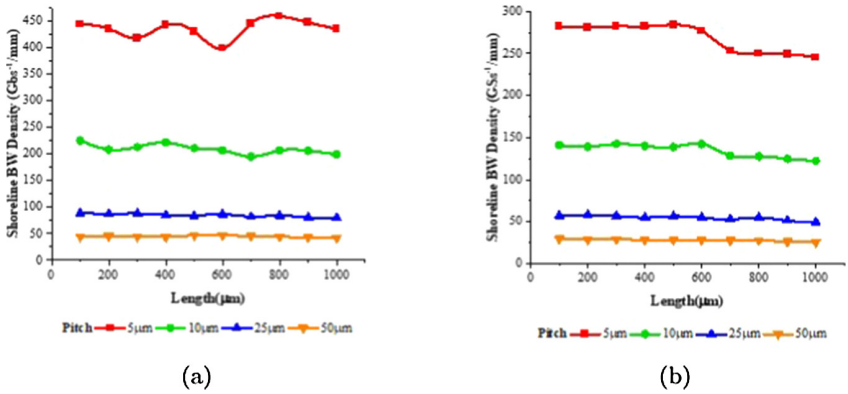 Shoreline BW Density (Gbs⁻¹/mm)
450
400
350
300
250
200
150
100
50
0
0 200 400 600 800 1000
Length(μm)
Pitch 5μm 10μm 25μm 50μm
(a)
Shoreline BW Density (GSs⁻¹/mm)
300
250
200
150
100
50
0
0 200 400 600 800 1000
Length(μm)
Pitch 5μm 10μm 25μm 50μm
(b)